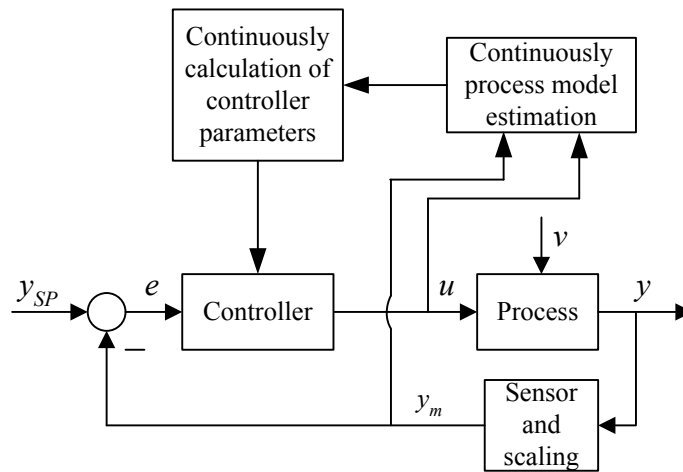 Continuously
calculation of
controller
parameters
Continuously
process model
estimation
v
y_SP
e
Controller
u
Process
y
−
y_m
Sensor
and
scaling